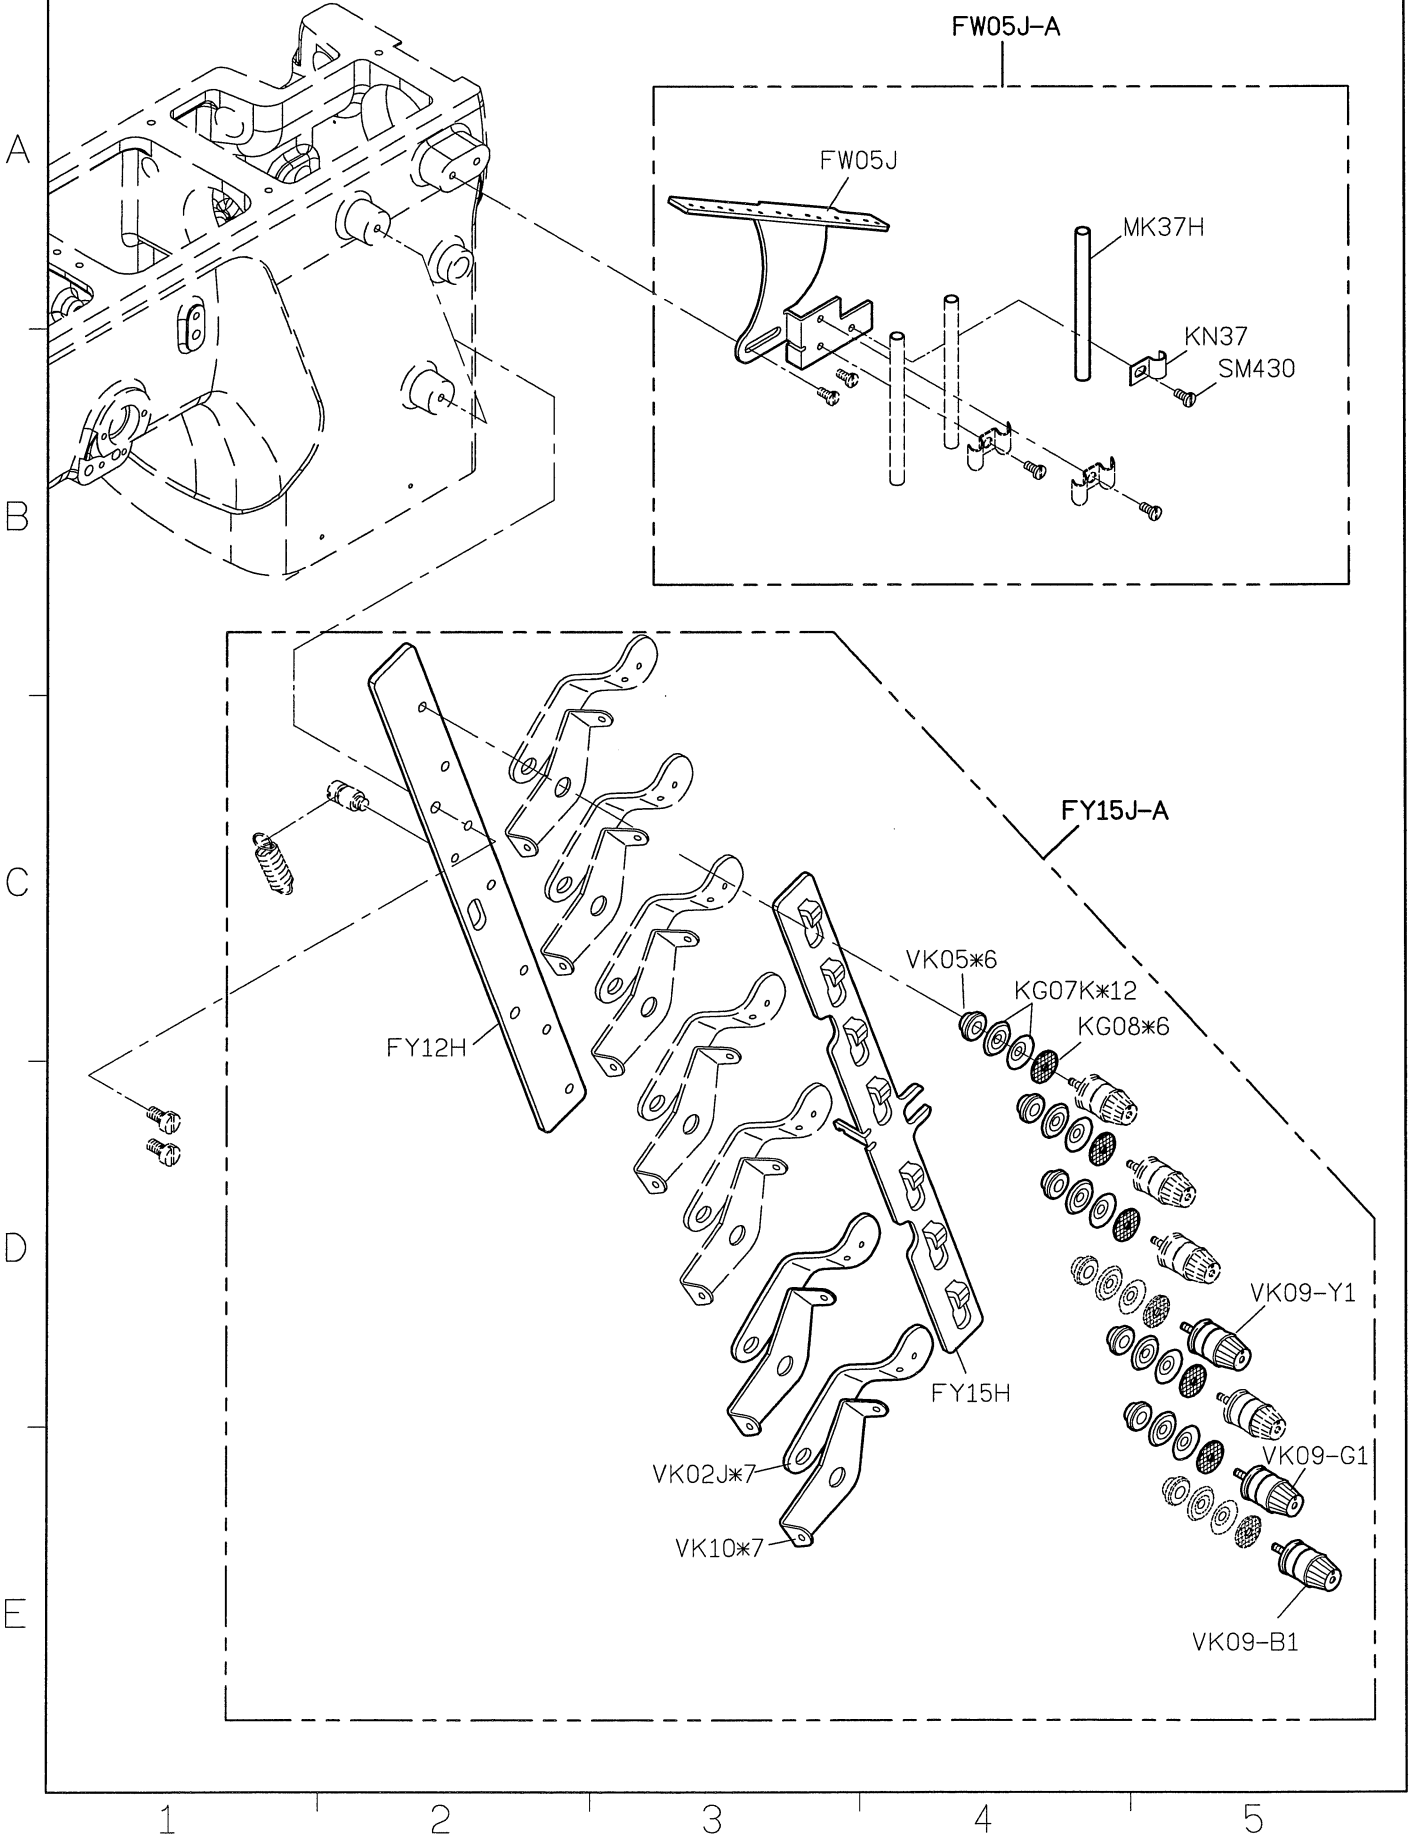 FW05J-A
A
FW05J
MK37H
KN37
SM430
B
FY15J-A
C
VK05*6
KG07K*12
KG08*6
FY12H
D
VK09-Y1
FY15H
VK09-G1
VK02J*7
VK10*7
E
VK09-B1
1 2 3 4 5